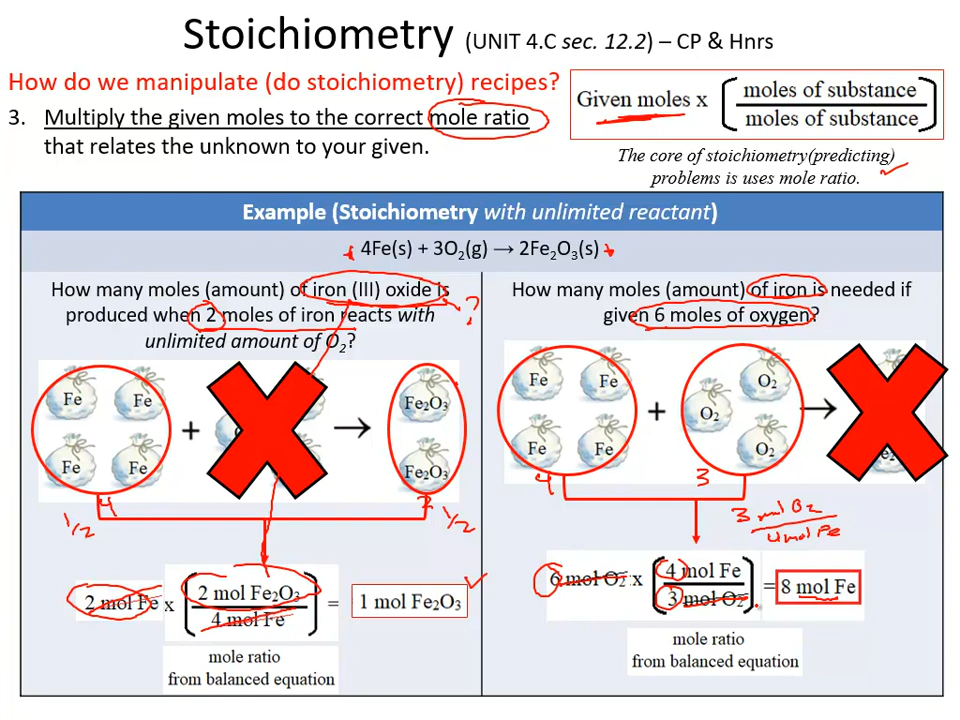 Stoichiometry (UNIT 4.C sec. 12.2) – CP & Hnrs
How do we manipulate (do stoichiometry) recipes?
3. Multiply the given moles to the correct mole ratio
that relates the unknown to your given.
Given moles x
moles of substance
moles of substance
The core of stoichiometry(predicting)
problems is uses mole ratio.
Example (Stoichiometry with unlimited reactant)
4Fe(s) + 3O₂(g) → 2Fe₂O₃(s)
How many moles (amount) of iron (III) oxide is
produced when 2 moles of iron reacts with
unlimited amount of O₂?
?
Fe Fe
Fe Fe
+ →
Fe₂O₃
Fe₂O₃
4 2
1/2 1/2
2 mol Fe x [2 mol Fe₂O₃ / 4 mol Fe] = 1 mol Fe₂O₃
mole ratio
from balanced equation
How many moles (amount) of iron is needed if
given 6 moles of oxygen?
Fe Fe
Fe Fe
+
O₂
O₂
O₂
→
4 3
3 mol O₂
4 mol Fe
6 mol O₂ x [4 mol Fe / 3 mol O₂] = 8 mol Fe
mole ratio
from balanced equation